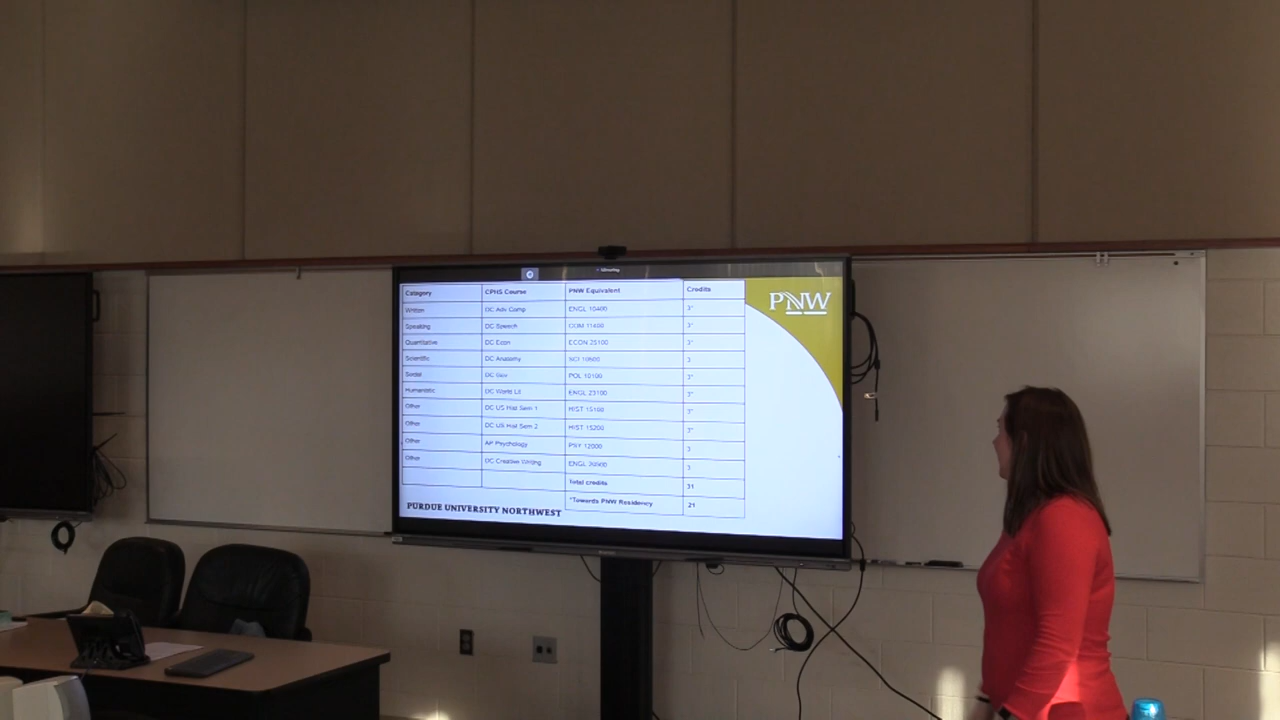 PNW
Category CPHS Course PNW Equivalent Credits
Written DC Adv Comp ENGL 10400 3*
Speaking DC Speech COM 11400 3*
Quantitative DC Econ ECON 25100 3*
Scientific DC Anatomy SCI 3
Social DC Gov POL 10100 3*
Humanistic DC World Lit ENGL 23100 3*
Other DC US Hist Sem 1 HIST 15100 3*
Other DC US Hist Sem 2 HIST 15200 3*
Other AP Psychology PSY 12000 3
Other DC Creative Writing ENGL 20500 3
Total credits 31
*Towards PNW Residency 21
PURDUE UNIVERSITY NORTHWEST